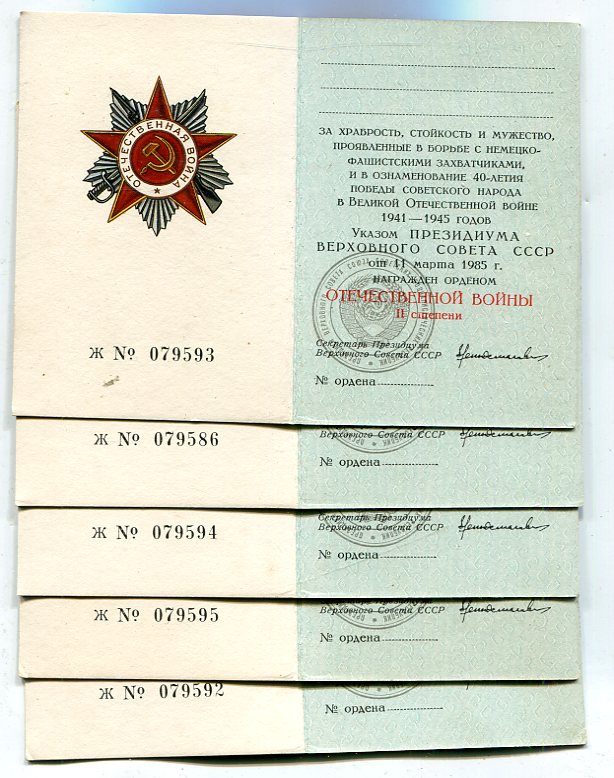 ОТЕЧЕСТВЕННАЯ ВОЙНА
Ж № 079593
ЗА ХРАБРОСТЬ, СТОЙКОСТЬ И МУЖЕСТВО,
ПРОЯВЛЕННЫЕ В БОРЬБЕ С НЕМЕЦКО-
ФАШИСТСКИМИ ЗАХВАТЧИКАМИ,
И В ОЗНАМЕНОВАНИЕ 40-ЛЕТИЯ
ПОБЕДЫ СОВЕТСКОГО НАРОДА
В ВЕЛИКОЙ ОТЕЧЕСТВЕННОЙ ВОЙНЕ
1941—1945 ГОДОВ
УКАЗОМ ПРЕЗИДИУМА
ВЕРХОВНОГО СОВЕТА СССР
от 11 марта 1985 г.
НАГРАЖДЕН ОРДЕНОМ
ОТЕЧЕСТВЕННОЙ ВОЙНЫ
II степени
Секретарь Президиума
Верховного Совета СССР
№ ордена
Ж № 079586
Верховного Совета СССР
№ ордена
Ж № 079594
Секретарь Президиума
Верховного Совета СССР
№ ордена
Ж № 079595
Верховного Совета СССР
№ ордена
Ж № 079592
№ ордена